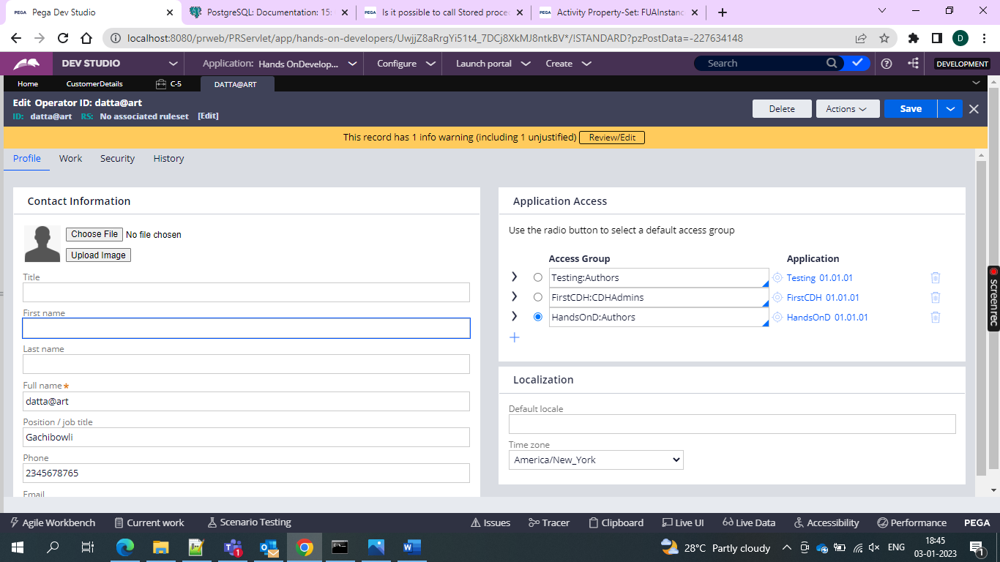 Pega Dev Studio
PostgreSQL: Documentation: 15:
Is it possible to call Stored proce
Activity Property-Set: FUAInstanc
localhost:8080/prweb/PRServlet/app/hands-on-developers/UwjjZ8aRrgYi51t4_7DCj8XkMJ8ntkBV*/!STANDARD?pzPostData=-227634148
D
DEV STUDIO
Application: Hands OnDevelop...
Configure
Launch portal
Create
Search
DEVELOPMENT
Home
CustomerDetails
C-5
DATTA@ART
Edit Operator ID: datta@art
ID: datta@art RS: No associated ruleset [Edit]
Delete
Actions
Save
This record has 1 info warning (including 1 unjustified) Review/Edit
Profile
Work
Security
History
Contact Information
Choose File No file chosen
Upload Image
Title
First name
Last name
Full name*
datta@art
Position / job title
Gachibowli
Phone
2345678765
Email
Application Access
Use the radio button to select a default access group
Access Group Application
Testing:Authors Testing 01.01.01
FirstCDH:CDHAdmins FirstCDH 01.01.01
HandsOnD:Authors HandsOnD 01.01.01
Localization
Default locale
Time zone
America/New_York
screenrec
Agile Workbench
Current work
Scenario Testing
Issues
Tracer
Clipboard
Live UI
Live Data
Accessibility
Performance
PEGA
1
28°C Partly cloudy
ENG
18:45
03-01-2023
1